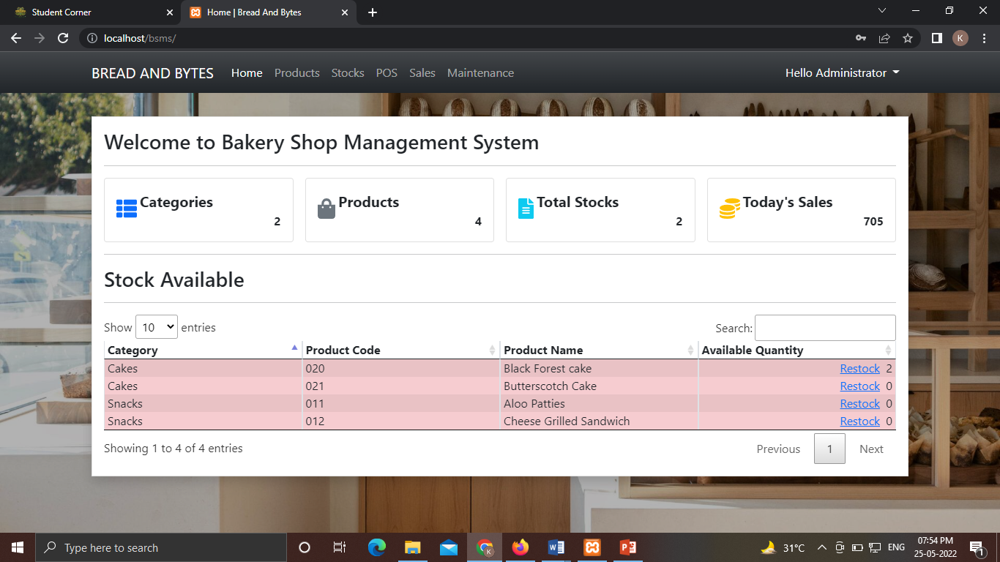 Student Corner
Home | Bread And Bytes
localhost/bsms/
K
BREAD AND BYTES Home Products Stocks POS Sales Maintenance Hello Administrator
Welcome to Bakery Shop Management System
Categories
2
Products
4
Total Stocks
2
Today's Sales
705
Stock Available
Show 10 entries Search:
Category Product Code Product Name Available Quantity
Cakes 020 Black Forest cake Restock 2
Cakes 021 Butterscotch Cake Restock 0
Snacks 011 Aloo Patties Restock 0
Snacks 012 Cheese Grilled Sandwich Restock 0
Showing 1 to 4 of 4 entries Previous 1 Next
Type here to search
31°C
ENG
07:54 PM
25-05-2022
1